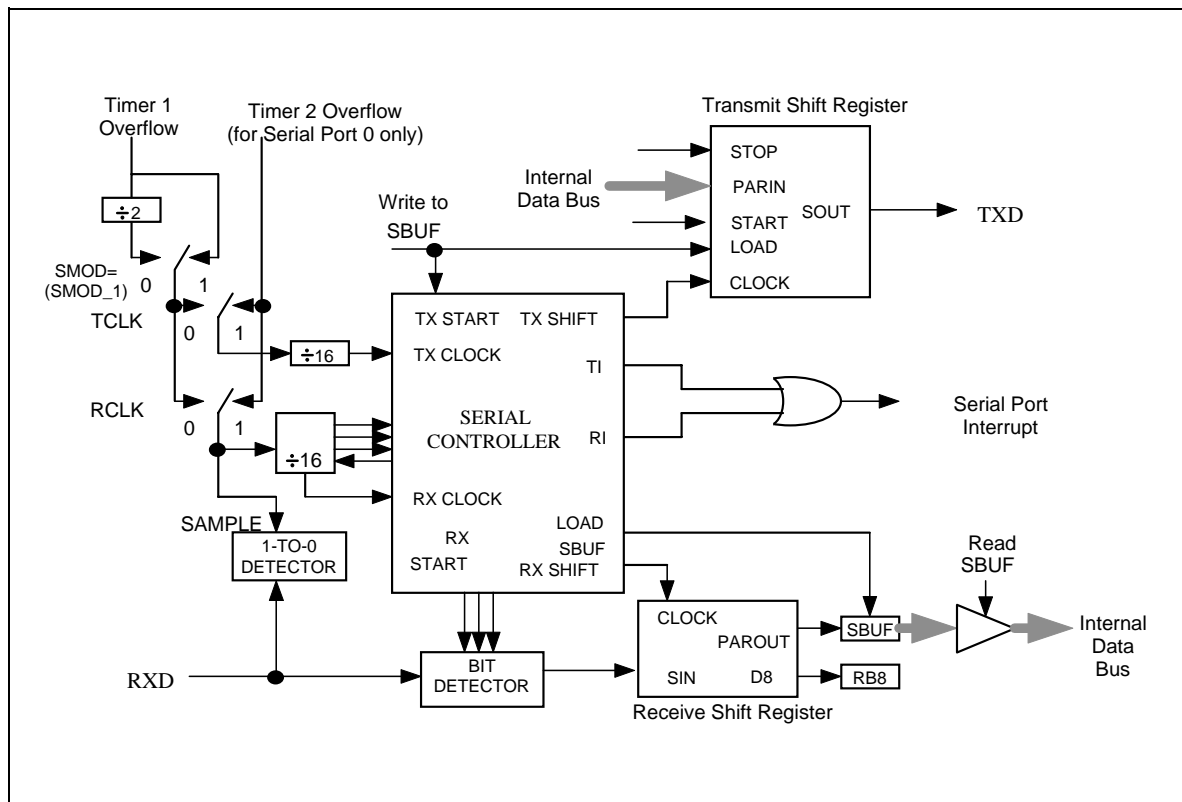 Timer 1
Overflow
Timer 2 Overflow
(for Serial Port 0 only)
Transmit Shift Register
÷2
Write to
SBUF
Internal
Data Bus
STOP
PARIN
START
LOAD
CLOCK
SOUT
TXD
SMOD=
(SMOD_1)
0
1
TCLK
0
1
÷16
RCLK
0
1
÷16
SAMPLE
1-TO-0
DETECTOR
TX START
TX SHIFT
TX CLOCK
TI
SERIAL
CONTROLLER
RI
RX CLOCK
LOAD
SBUF
RX
START
RX SHIFT
Serial Port
Interrupt
Read
SBUF
CLOCK
PAROUT
SIN
D8
SBUF
RB8
Internal
Data
Bus
RXD
BIT
DETECTOR
Receive Shift Register